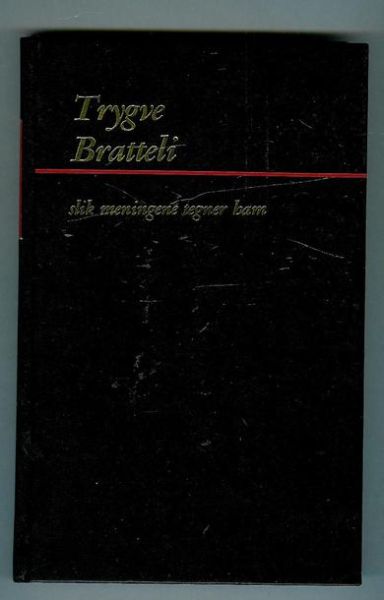 Trygve
Bratteli
slik meningene tegner ham